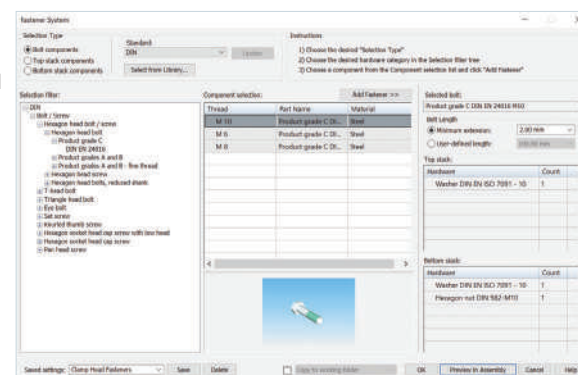 Fastener System
Selection Type
Bolt components
Top stack components
Bottom stack components
Standard
DIN
Update
Select from Library...
Instructions
1) Choose the desired "Selection Type"
2) Choose the desired hardware category in the Selection filter tree
3) Choose a component from the Component selection list and click "Add Fastener"
Selection filter:
DIN
Bolt / Screw
Hexagon head bolt / screw
Hexagon head bolt
Product grade C
DIN EN 24016
Product grades A and B
Product grades A and B - fine thread
Hexagon head screw
Hexagon head bolts, reduced shank
T-head bolt
Triangle head bolt
Eye bolt
Set screw
Knurled thumb screw
Hexagon socket head cap screw with low head
Hexagon socket head cap screw
Pan head screw
Component selection:
Add Fastener >>
Thread Part Name Material
M 10 Product grade C DI... Steel
M 6 Product grade C DI... Steel
M 8 Product grade C DI... Steel
Selected bolt:
Product grade C DIN EN 24016 M10
Bolt Length
Minimum extension: 2.00 mm
User-defined length:
Top stack:
Hardware Count
Washer DIN EN ISO 7091 - 10 1
Bottom stack:
Hardware Count
Washer DIN EN ISO 7091 - 10 1
Hexagon nut DIN 982-M10 1
Saved settings: Clamp Head Fasteners Save Delete Copy to working folder OK Preview in Assembly Cancel Help